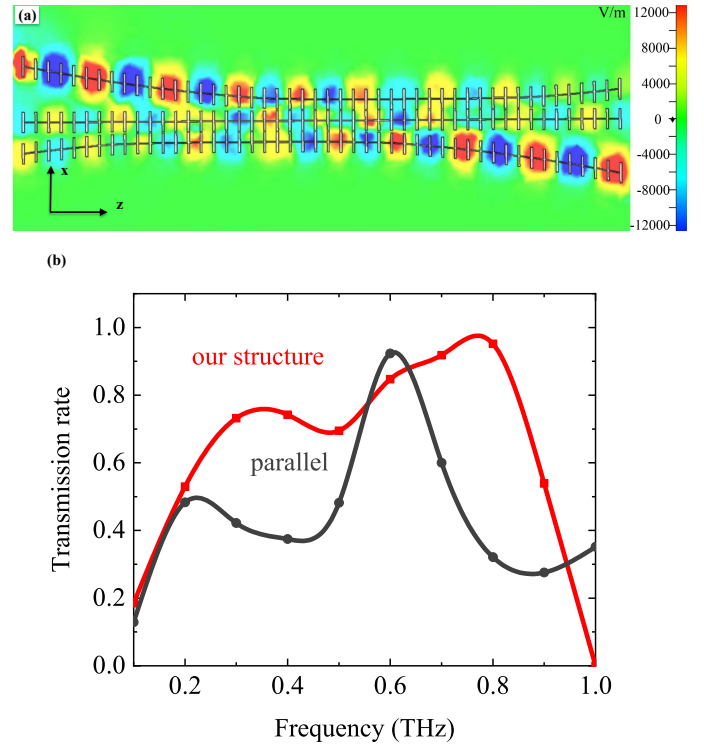 (a)
V/m
12000
8000
4000
0
-4000
-8000
-12000
x
z
(b)
1.0
0.8
0.6
0.4
0.2
0.0
our structure
parallel
Transmission rate
0.2 0.4 0.6 0.8 1.0
Frequency (THz)